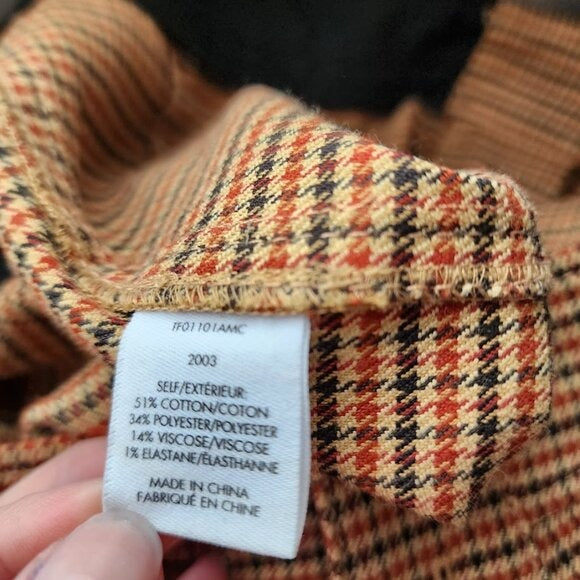 TF01101AMC
2003
SELF/EXTÉRIEUR:
51% COTTON/COTON
34% POLYESTER/POLYESTER
14% VISCOSE/VISCOSE
1% ELASTANE/ÉLASTHANNE
MADE IN CHINA
FABRIQUÉ EN CHINE